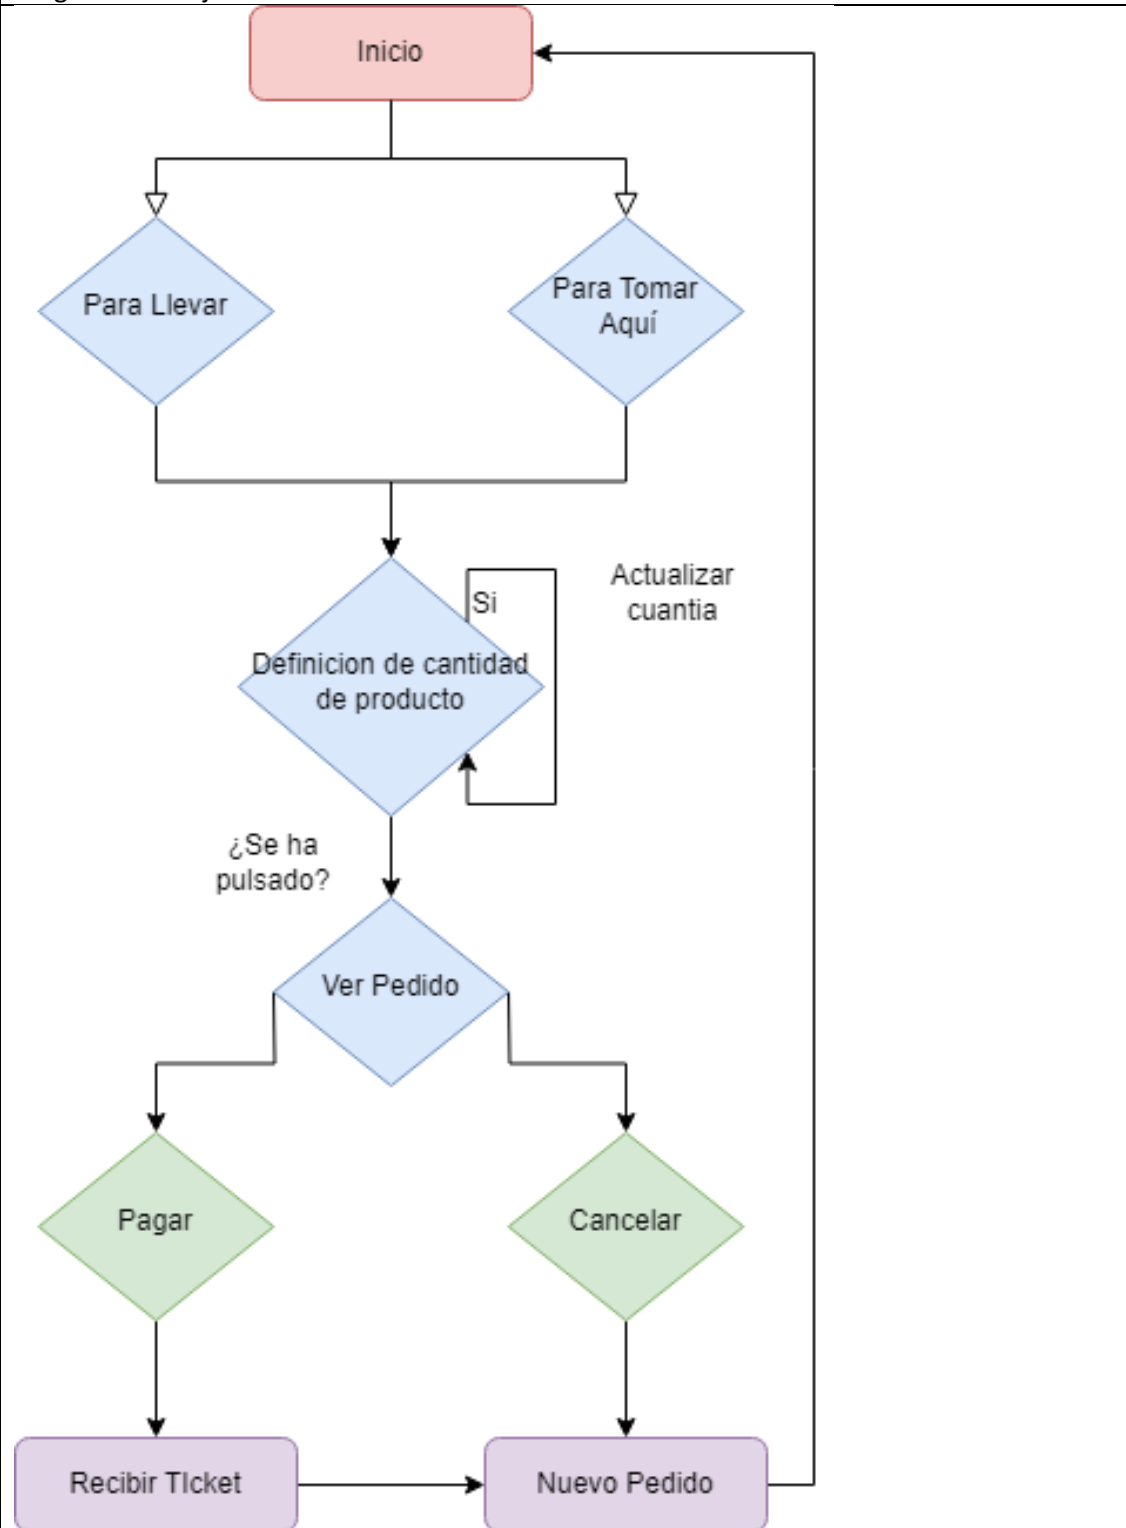 Inicio
Para Llevar
Para Tomar
Aquí
Si
Actualizar
cuantia
Definicion de cantidad
de producto
¿Se ha
pulsado?
Ver Pedido
Pagar
Cancelar
Recibir TIcket
Nuevo Pedido